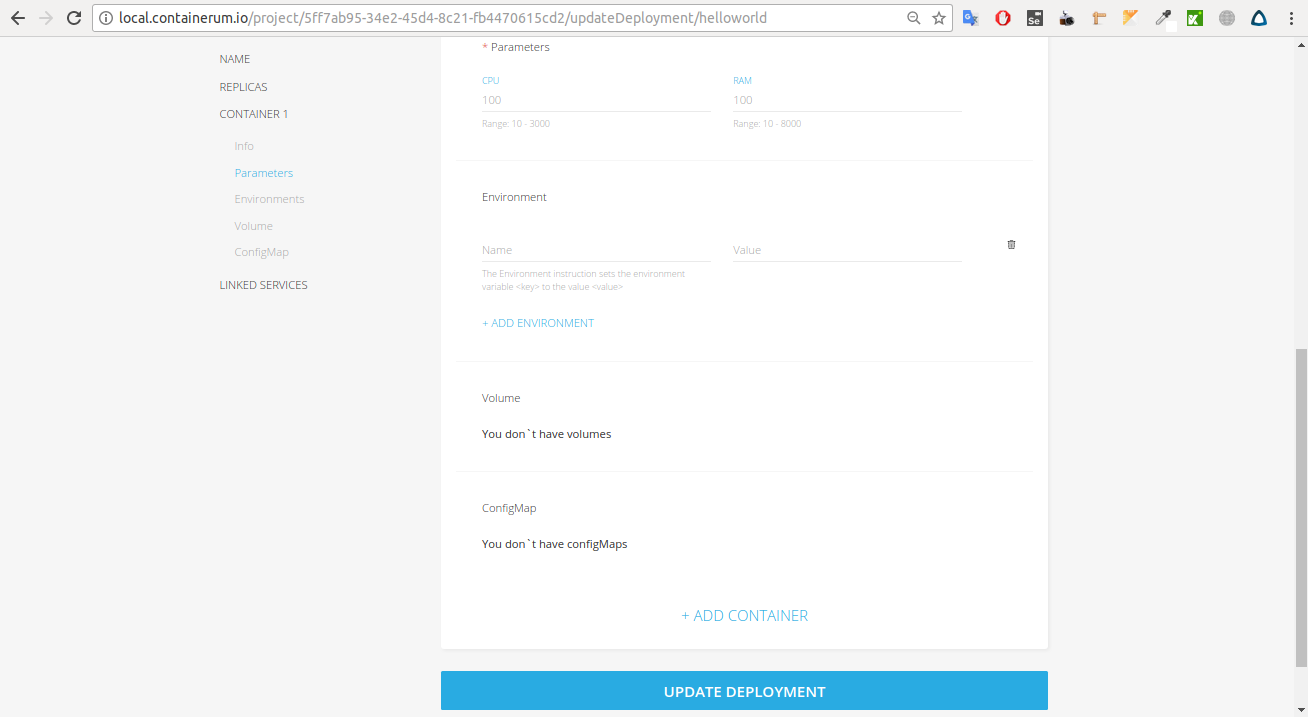 local.containerum.io/project/5ff7ab95-34e2-45d4-8c21-fb4470615cd2/updateDeployment/helloworld
Se
NAME
REPLICAS
CONTAINER 1
Info
Parameters
Environments
Volume
ConfigMap
LINKED SERVICES
* Parameters
CPU
RAM
100
100
Range: 10 - 3000
Range: 10 - 8000
Environment
Name
Value
The Environment instruction sets the environment
variable <key> to the value <value>
+ ADD ENVIRONMENT
Volume
You don`t have volumes
ConfigMap
You don`t have configMaps
+ ADD CONTAINER
UPDATE DEPLOYMENT